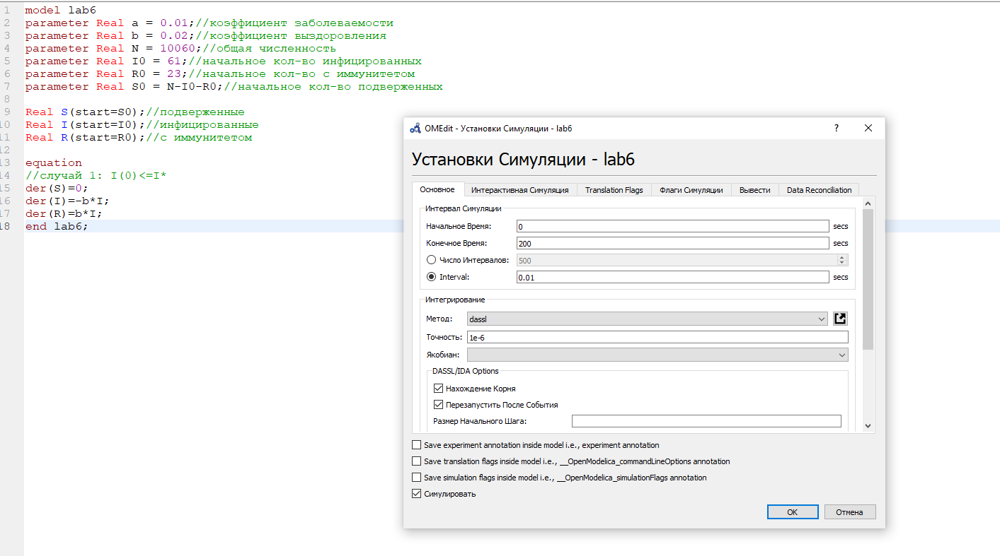 1 model lab6
2 parameter Real a = 0.01;//коэффициент заболеваемости
3 parameter Real b = 0.02;//коэффициент выздоровления
4 parameter Real N = 10060;//общая численность
5 parameter Real I0 = 61;//начальное кол-во инфицированных
6 parameter Real R0 = 23;//начальное кол-во с иммунитетом
7 parameter Real S0 = N-I0-R0;//начальное кол-во подверженных
8
9 Real S(start=S0);//подверженные
10 Real I(start=I0);//инфицированные
11 Real R(start=R0);//с иммунитетом
12
13 equation
14 //случай 1: I(0)<=I*
15 der(S)=0;
16 der(I)=-b*I;
17 der(R)=b*I;
18 end lab6;
OMEdit - Установки Симуляции - lab6 ?
Установки Симуляции - lab6
Основное Интерактивная Симуляция Translation Flags Флаги Симуляции Вывести Data Reconciliation
Интервал Симуляции
Начальное Время: 0 secs
Конечное Время: 200 secs
Число Интервалов: 500
Interval: 0.01 secs
Интегрирование
Метод: dassl
Точность: 1e-6
Якобиан:
DASSL/IDA Options
Нахождение Корня
Перезапустить После События
Размер Начального Шага:
Save experiment annotation inside model i.e., experiment annotation
Save translation flags inside model i.e., __OpenModelica_commandLineOptions annotation
Save simulation flags inside model i.e., __OpenModelica_simulationFlags annotation
Симулировать
OK Отмена